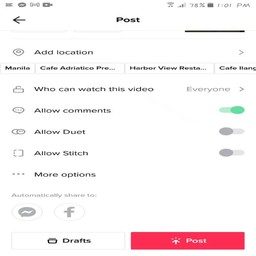 78% 1:01 PM
Post
Add location
Manila Cafe Adriatico Pre... Harbor View Resta... Cafe Ilang
Who can watch this video Everyone
Allow comments
Allow Duet
Allow Stitch
More options
Automatically share to:
Drafts Post